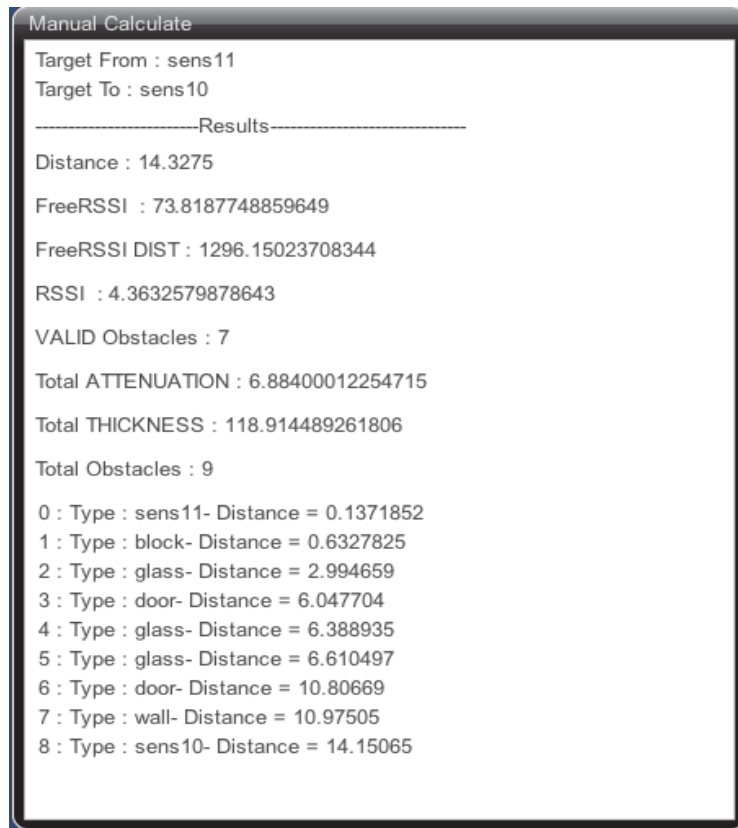 Manual Calculate
Target From : sens11
Target To : sens10
-------------------------Results------------------------------
Distance : 14.3275
FreeRSSI : 73.8187748859649
FreeRSSI DIST : 1296.15023708344
RSSI : 4.3632579878643
VALID Obstacles : 7
Total ATTENUATION : 6.88400012254715
Total THICKNESS : 118.914489261806
Total Obstacles : 9
0 : Type : sens11- Distance = 0.1371852
1 : Type : block- Distance = 0.6327825
2 : Type : glass- Distance = 2.994659
3 : Type : door- Distance = 6.047704
4 : Type : glass- Distance = 6.388935
5 : Type : glass- Distance = 6.610497
6 : Type : door- Distance = 10.80669
7 : Type : wall- Distance = 10.97505
8 : Type : sens10- Distance = 14.15065